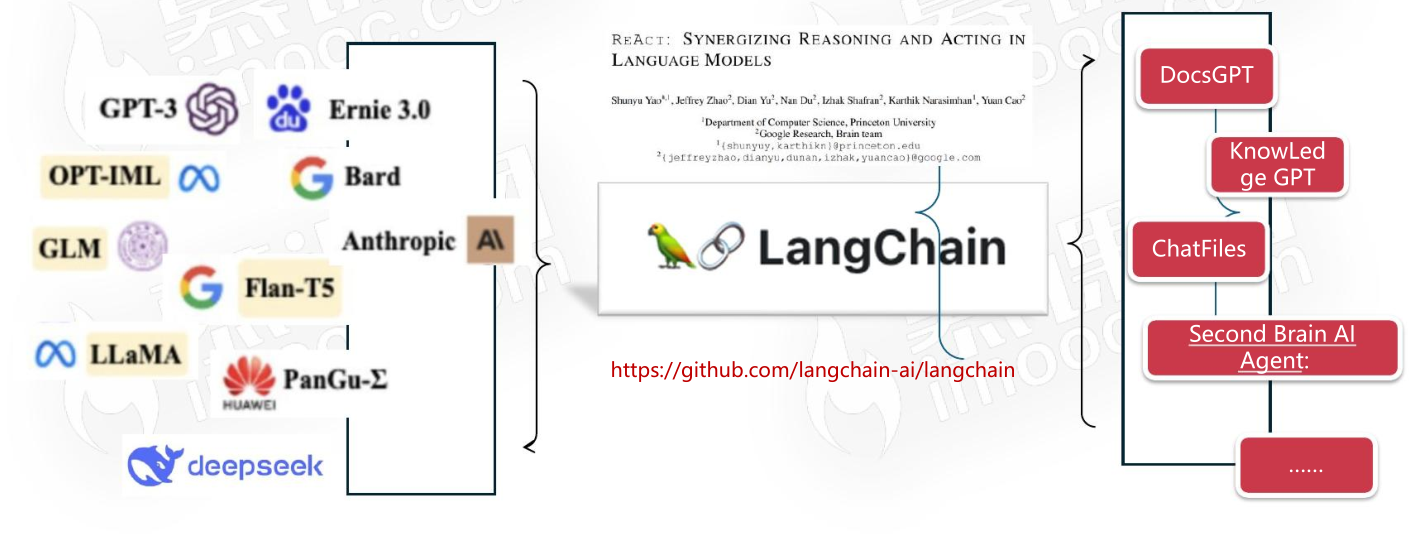 GPT-3
Ernie 3.0
OPT-IML
Bard
GLM
Anthropic
Flan-T5
LLaMA
HUAWEI
PanGu-Σ
deepseek
REACT: SYNERGIZING REASONING AND ACTING IN
LANGUAGE MODELS
Shunyu Yao*,1, Jeffrey Zhao2, Dian Yu2, Nan Du2, Izhak Shafran2, Karthik Narasimhan1, Yuan Cao2
1Department of Computer Science, Princeton University
2Google Research, Brain team
1{shunyuy,karthikn}@princeton.edu
2{jeffreyzhao,dianyu,dunan,izhak,yuancao}@google.com
LangChain
https://github.com/langchain-ai/langchain
DocsGPT
KnowLed
ge GPT
ChatFiles
Second Brain AI
Agent:
……